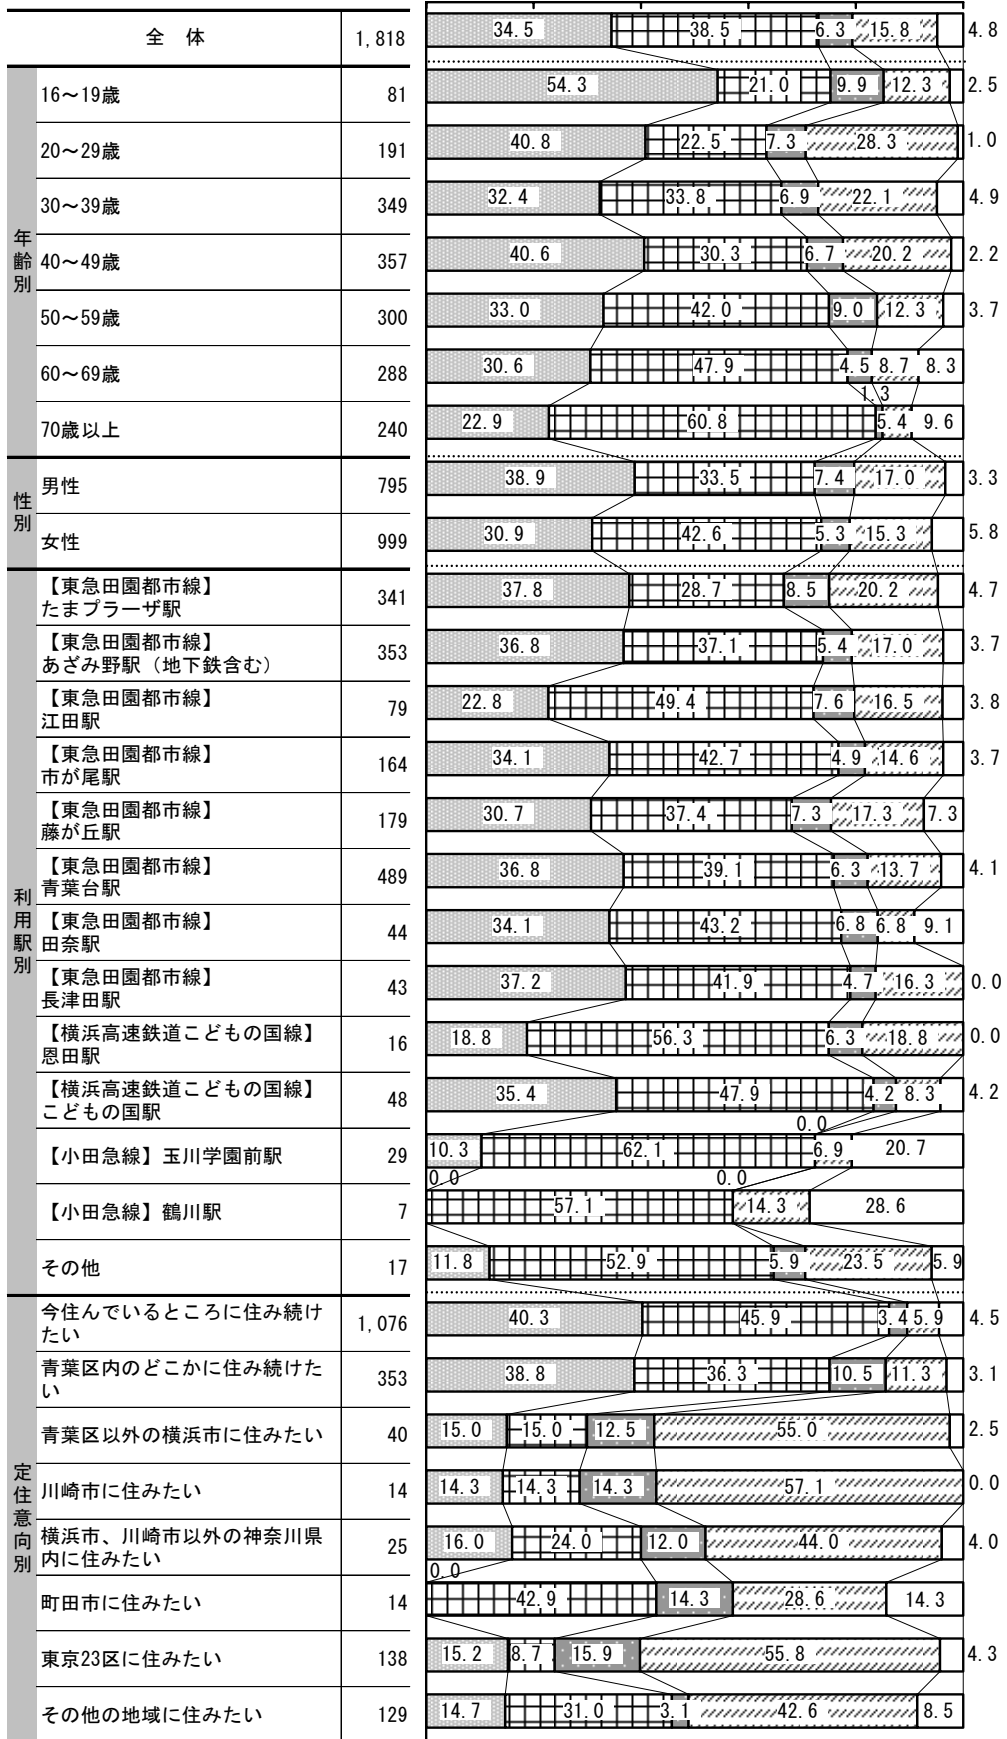 全 体 1,818 34.5 38.5 6.3 15.8 4.8
年齢別
16～19歳 81 54.3 21.0 9.9 12.3 2.5
20～29歳 191 40.8 22.5 7.3 28.3 1.0
30～39歳 349 32.4 33.8 6.9 22.1 4.9
40～49歳 357 40.6 30.3 6.7 20.2 2.2
50～59歳 300 33.0 42.0 9.0 12.3 3.7
60～69歳 288 30.6 47.9 4.5 8.7 8.3
70歳以上 240 22.9 60.8 1.3 5.4 9.6
性別
男性 795 38.9 33.5 7.4 17.0 3.3
女性 999 30.9 42.6 5.3 15.3 5.8
利用駅別
【東急田園都市線】
たまプラーザ駅 341 37.8 28.7 8.5 20.2 4.7
【東急田園都市線】
あざみ野駅（地下鉄含む） 353 36.8 37.1 5.4 17.0 3.7
【東急田園都市線】
江田駅 79 22.8 49.4 7.6 16.5 3.8
【東急田園都市線】
市が尾駅 164 34.1 42.7 4.9 14.6 3.7
【東急田園都市線】
藤が丘駅 179 30.7 37.4 7.3 17.3 7.3
【東急田園都市線】
青葉台駅 489 36.8 39.1 6.3 13.7 4.1
【東急田園都市線】
田奈駅 44 34.1 43.2 6.8 6.8 9.1
【東急田園都市線】
長津田駅 43 37.2 41.9 4.7 16.3 0.0
【横浜高速鉄道こどもの国線】
恩田駅 16 18.8 56.3 6.3 18.8 0.0
【横浜高速鉄道こどもの国線】
こどもの国駅 48 35.4 47.9 4.2 8.3 4.2
【小田急線】玉川学園前駅 29 10.3 62.1 0.0 6.9 20.7
【小田急線】鶴川駅 7 0.0 57.1 0.0 14.3 28.6
その他 17 11.8 52.9 5.9 23.5 5.9
定住意向別
今住んでいるところに住み続け
たい 1,076 40.3 45.9 3.4 5.9 4.5
青葉区内のどこかに住み続けた
い 353 38.8 36.3 10.5 11.3 3.1
青葉区以外の横浜市に住みたい 40 15.0 15.0 12.5 55.0 2.5
川崎市に住みたい 14 14.3 14.3 14.3 57.1 0.0
横浜市、川崎市以外の神奈川県
内に住みたい 25 16.0 24.0 12.0 44.0 4.0
町田市に住みたい 14 0.0 42.9 14.3 28.6 14.3
東京23区に住みたい 138 15.2 8.7 15.9 55.8 4.3
その他の地域に住みたい 129 14.7 31.0 3.1 42.6 8.5